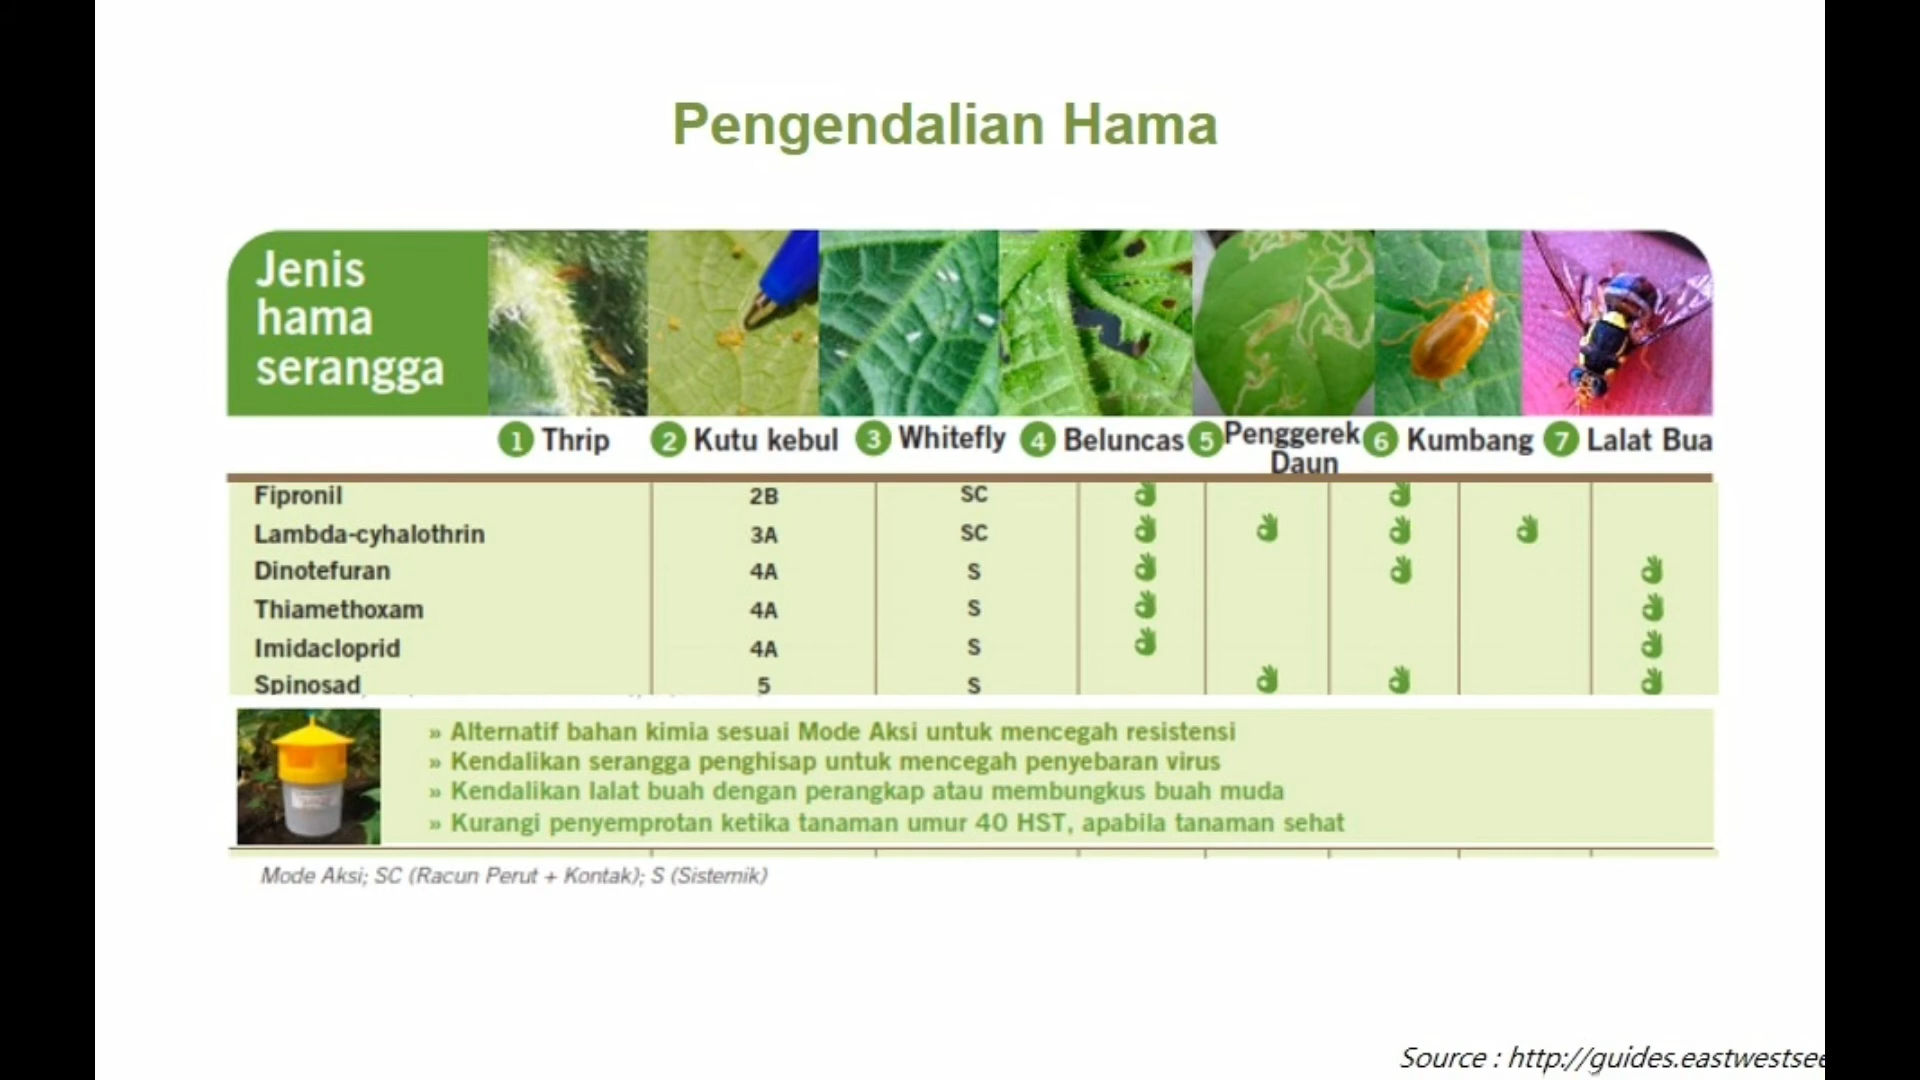 Pengendalian Hama
Jenis
hama
serangga
1 Thrip 2 Kutu kebul 3 Whitefly 4 Beluncas 5 Penggerek Daun 6 Kumbang 7 Lalat Bua
Fipronil 2B SC
Lambda-cyhalothrin 3A SC
Dinotefuran 4A S
Thiamethoxam 4A S
Imidacloprid 4A S
Spinosad 5 S
» Alternatif bahan kimia sesuai Mode Aksi untuk mencegah resistensi
» Kendalikan serangga penghisap untuk mencegah penyebaran virus
» Kendalikan lalat buah dengan perangkap atau membungkus buah muda
» Kurangi penyemprotan ketika tanaman umur 40 HST, apabila tanaman sehat
Mode Aksi; SC (Racun Perut + Kontak); S (Sistemik)
Source : http://guides.eastwestsee